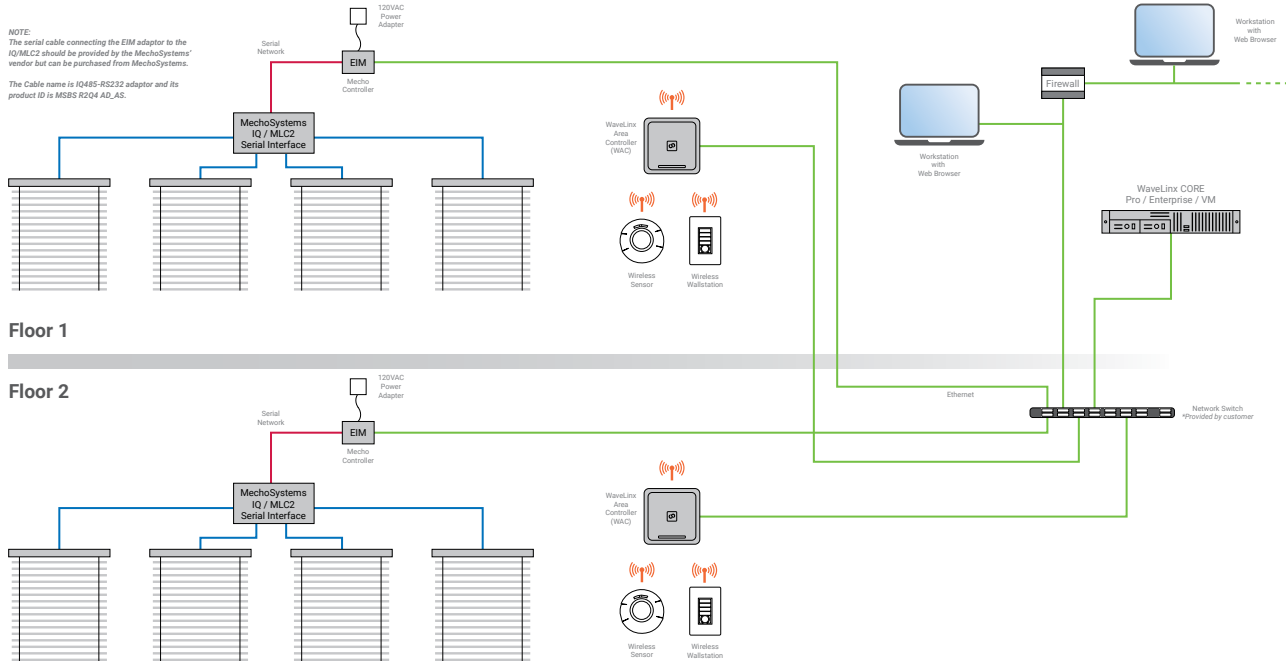 NOTE:
The serial cable connecting the EIM adaptor to the
IQ/MLC2 should be provided by the MechoSystems'
vendor but can be purchased from MechoSystems.
The Cable name is IQ485-RS232 adaptor and its
product ID is MSBS R2Q4 AD_AS.
120VAC
Power
Adapter
Serial
Network
EIM
Mecho
Controller
MechoSystems
IQ / MLC2
Serial Interface
WaveLinx
Area
Controller
(WAC)
Wireless
Sensor
Wireless
Wallstation
Workstation
with
Web Browser
Firewall
Workstation
with
Web Browser
WaveLinx CORE
Pro / Enterprise / VM
Floor 1
Floor 2
120VAC
Power
Adapter
Serial
Network
EIM
Mecho
Controller
Ethernet
Network Switch
*Provided by customer
MechoSystems
IQ / MLC2
Serial Interface
WaveLinx
Area
Controller
(WAC)
Wireless
Sensor
Wireless
Wallstation